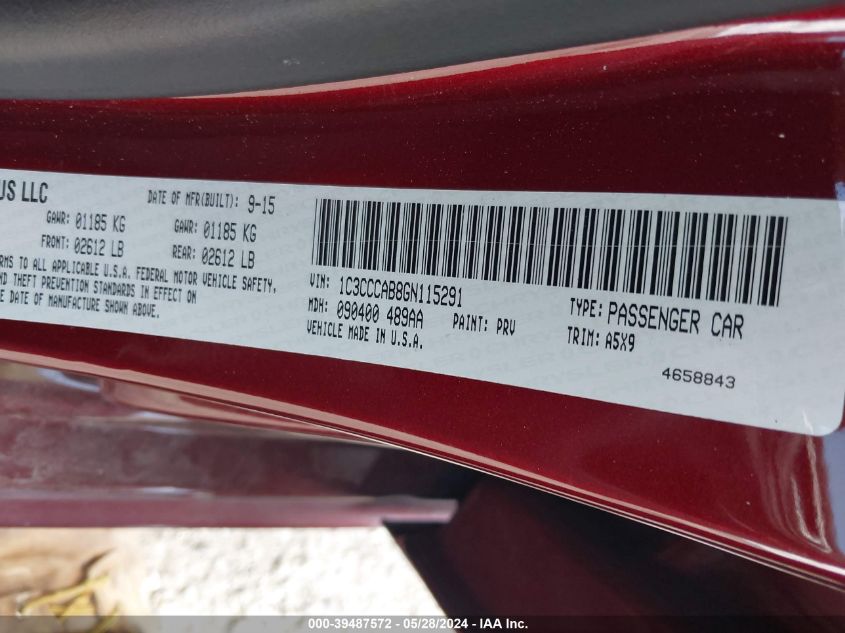 US LLC
DATE OF MFR(BUILT): 9-15
GAWR: 01185 KG GAWR: 01185 KG
FRONT: 02612 LB REAR: 02612 LB
RMS TO ALL APPLICABLE U.S.A. FEDERAL MOTOR VEHICLE SAFETY,
ND THEFT PREVENTION STANDARDS IN EFFECT ON
E DATE OF MANUFACTURE SHOWN ABOVE.
VIN: 1C3CCCAB8GN115291
MDH: 090400 489AA PAINT: PRV
VEHICLE MADE IN U.S.A.
TYPE: PASSENGER CAR
TRIM: A5X9
4658843
000-39487572 - 05/28/2024 - IAA Inc.